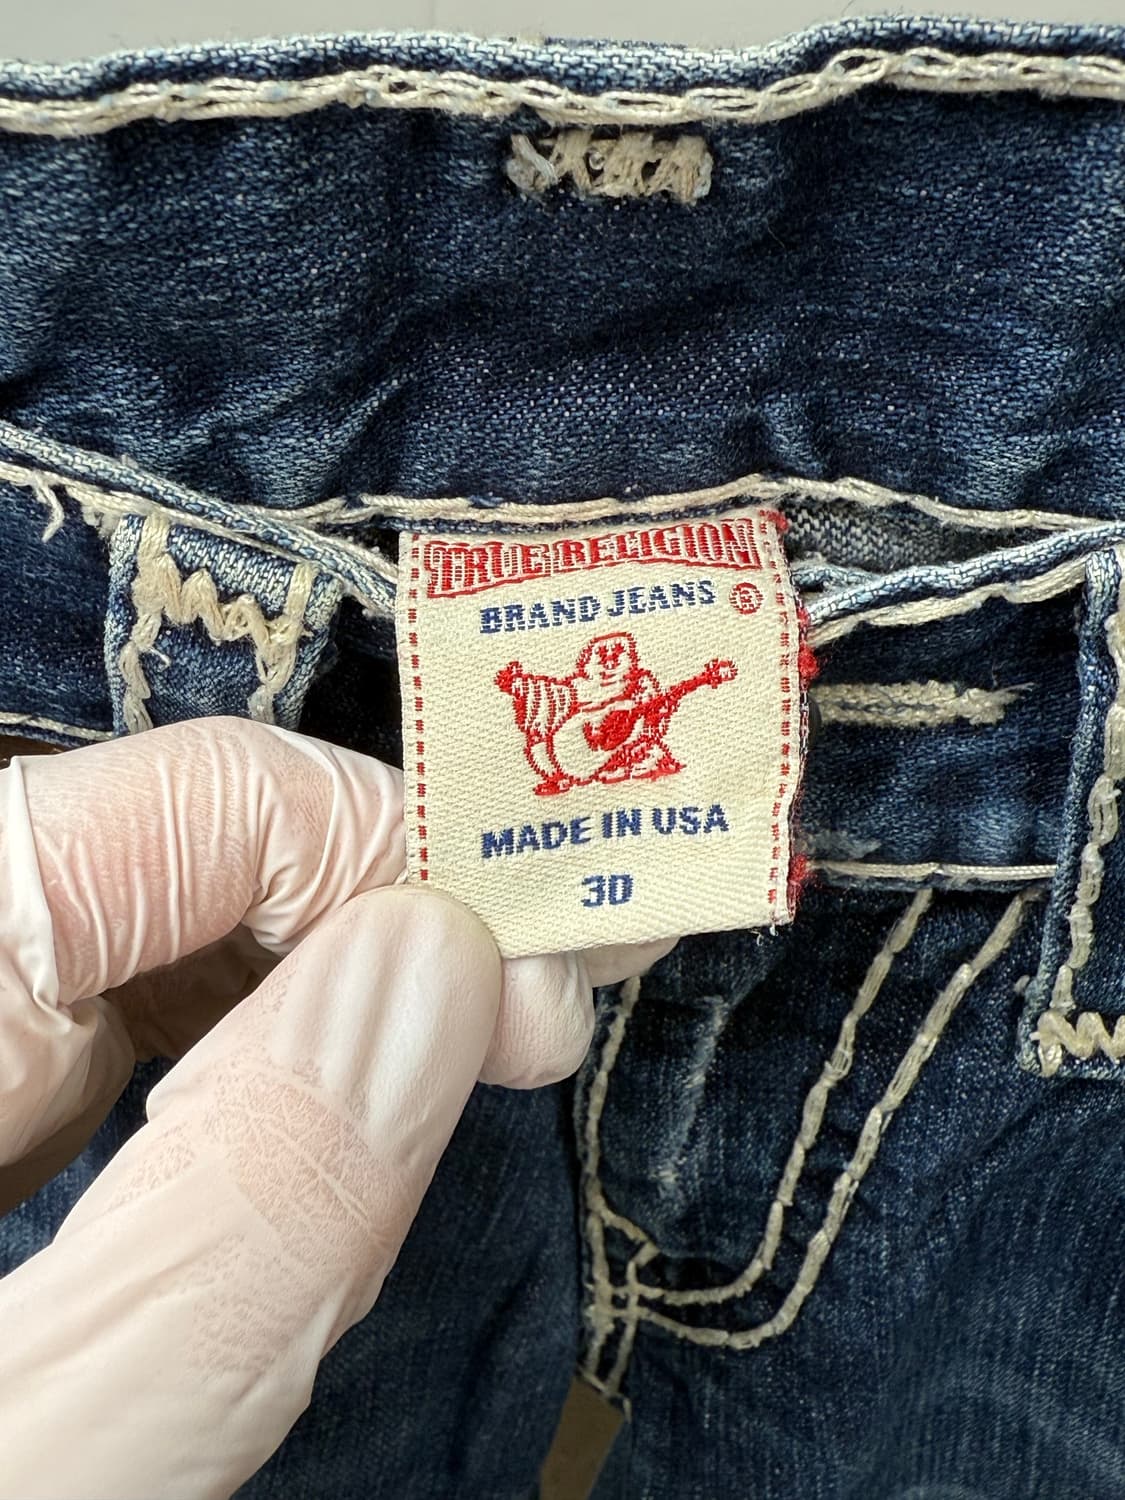 TRUE RELIGION
BRAND JEANS ®
MADE IN USA
30